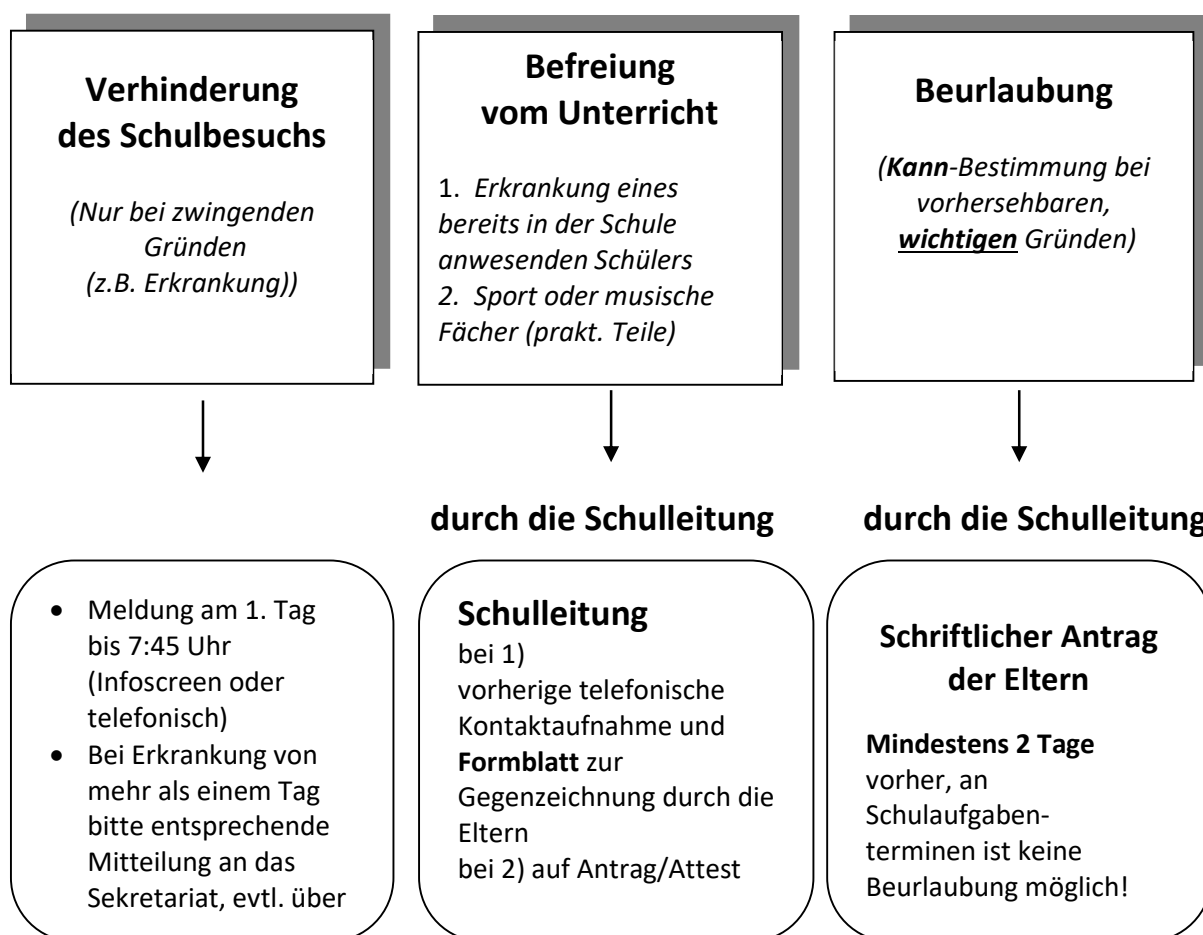 Verhinderung
des Schulbesuchs
(Nur bei zwingenden
Gründen
(z.B. Erkrankung))
Befreiung
vom Unterricht
1. Erkrankung eines
bereits in der Schule
anwesenden Schülers
2. Sport oder musische
Fächer (prakt. Teile)
Beurlaubung
(Kann-Bestimmung bei
vorhersehbaren,
wichtigen Gründen)
durch die Schulleitung
durch die Schulleitung
• Meldung am 1. Tag
bis 7:45 Uhr
(Infoscreen oder
telefonisch)
• Bei Erkrankung von
mehr als einem Tag
bitte entsprechende
Mitteilung an das
Sekretariat, evtl. über
Schulleitung
bei 1)
vorherige telefonische
Kontaktaufnahme und
Formblatt zur
Gegenzeichnung durch die
Eltern
bei 2) auf Antrag/Attest
Schriftlicher Antrag
der Eltern
Mindestens 2 Tage
vorher, an
Schulaufgaben-
terminen ist keine
Beurlaubung möglich!